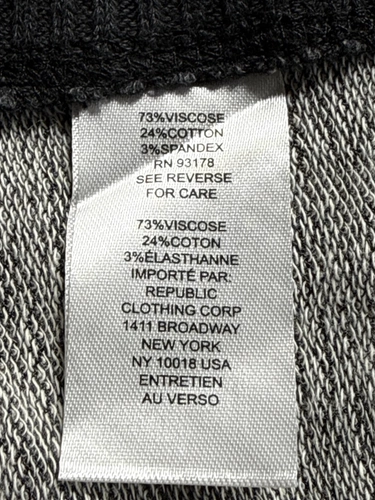 73%VISCOSE
24%COTTON
3%SPANDEX
RN 93178
SEE REVERSE
FOR CARE
73%VISCOSE
24%COTON
3%ÉLASTHANNE
IMPORTÉ PAR.
REPUBLIC
CLOTHING CORP
1411 BROADWAY
NEW YORK
NY 10018 USA
ENTRETIEN
AU VERSO